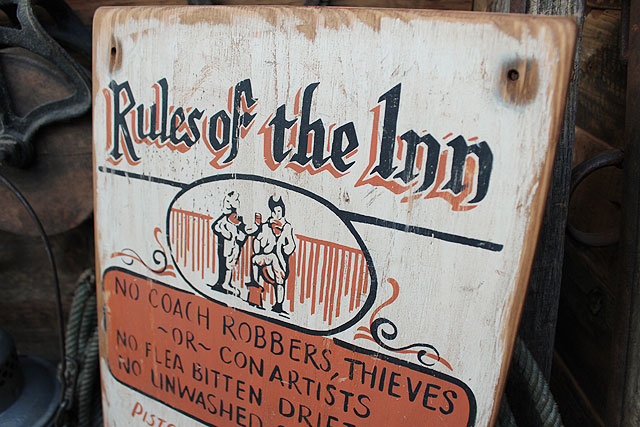 Rules of the Inn
NO COACH ROBBERS, THIEVES
~OR~ CON ARTISTS
NO FLEA BITTEN
NO UNWASHED